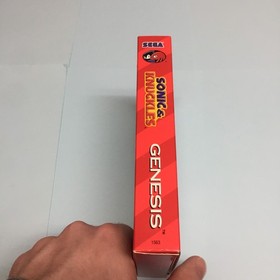 SEGA
SONIC &
KNUCKLES
GENESIS